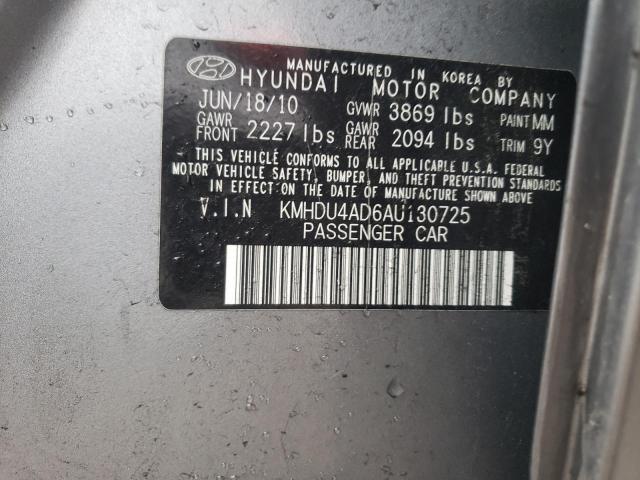 MANUFACTURED IN KOREA BY
HYUNDAI MOTOR COMPANY
JUN/18/10 GVWR 3869 lbs PAINT MM
GAWR FRONT 2227 lbs GAWR REAR 2094 lbs TRIM 9Y
THIS VEHICLE CONFORMS TO ALL APPLICABLE U.S.A. FEDERAL
MOTOR VEHICLE SAFETY, BUMPER, AND THEFT PREVENTION
STANDARDS IN EFFECT ON THE DATE OF MANUFACTURE SHOWN ABOVE
V.I.N KMHDU4AD6AU130725
PASSENGER CAR